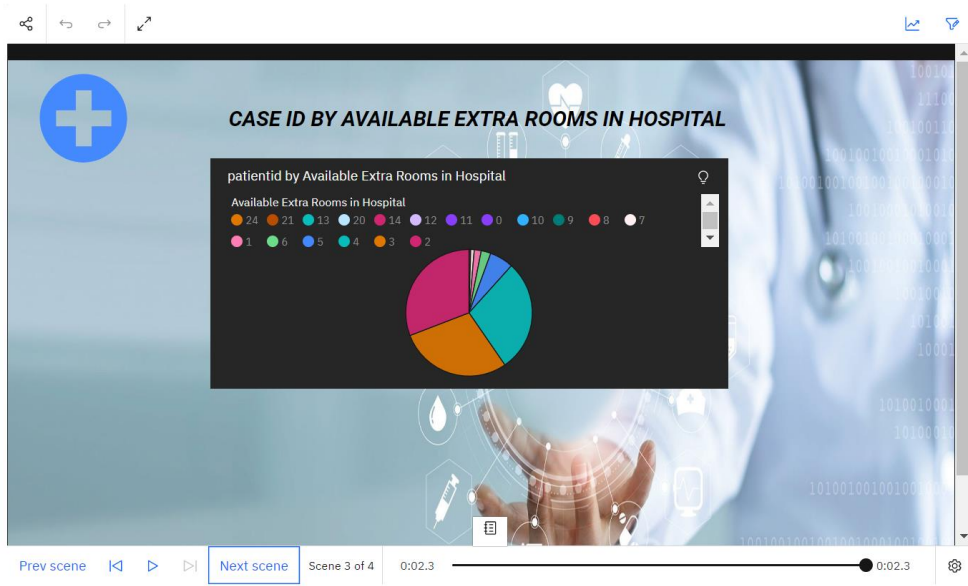 CASE ID BY AVAILABLE EXTRA ROOMS IN HOSPITAL
patientid by Available Extra Rooms in Hospital
Available Extra Rooms in Hospital
24 21 13 20 14 12 11 0 10 9 8 7
1 6 5 4 3 2
Prev scene Next scene Scene 3 of 4 0:02.3 0:02.3